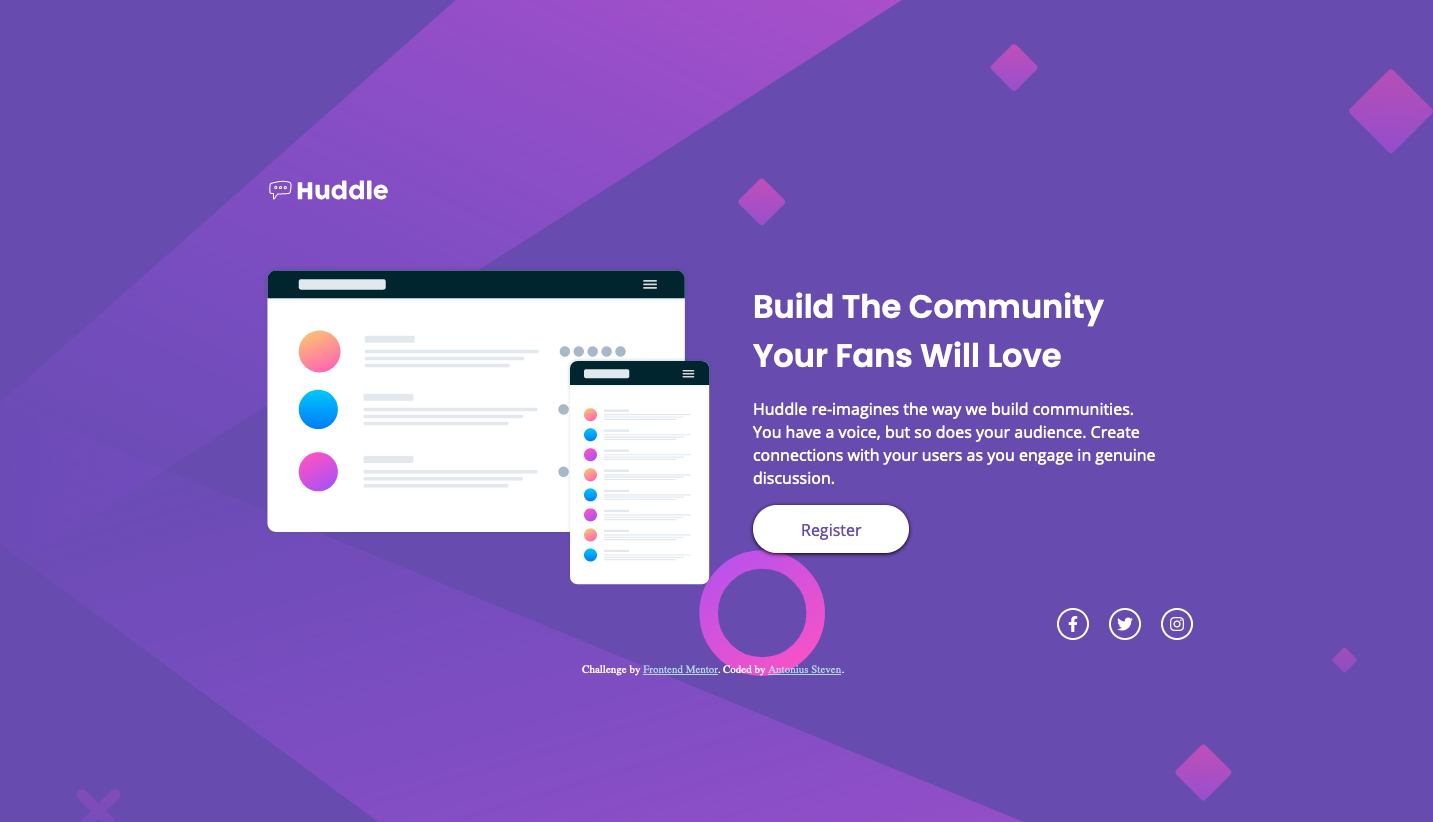 Huddle
Build The Community
Your Fans Will Love
Huddle re-imagines the way we build communities.
You have a voice, but so does your audience. Create
connections with your users as you engage in genuine
discussion.
Register
Challenge by Frontend Mentor. Coded by Antonius Steven.